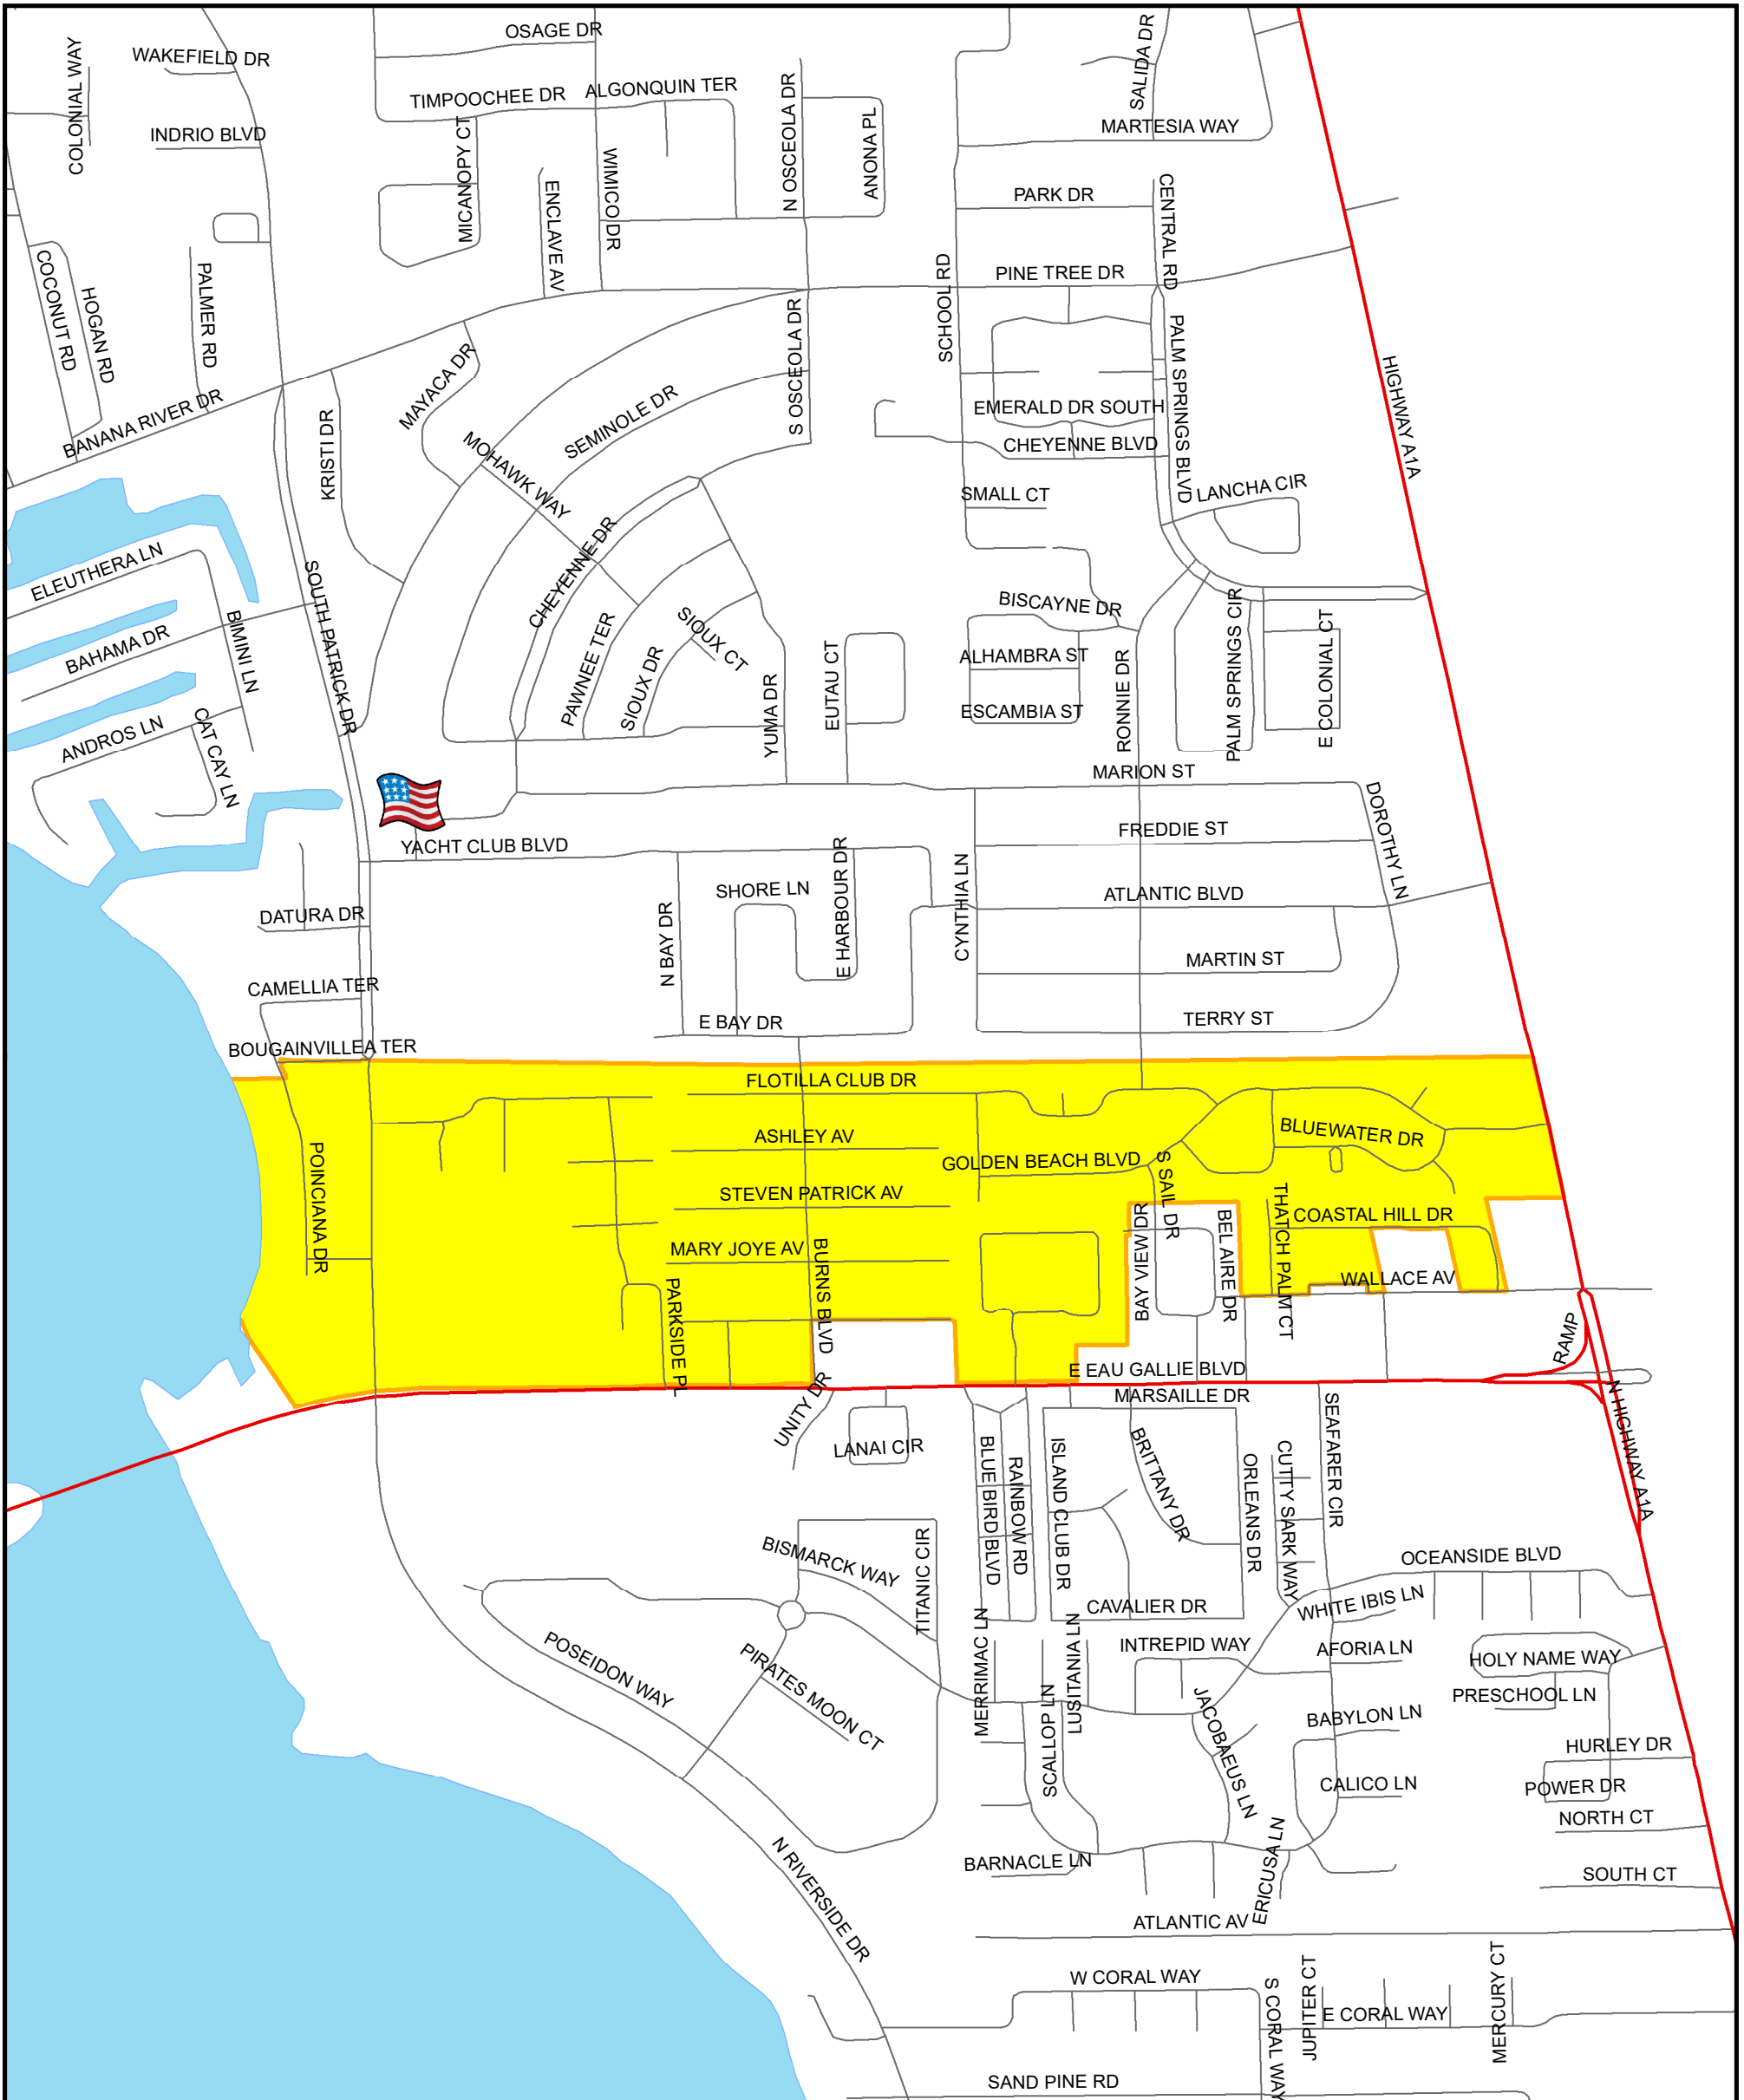 OSAGE DR
WAKEFIELD DR
COLONIAL WAY
SALIDA DR
TIMPOOCHEE DR
ALGONQUIN TER
N OSCEOLA DR
ANONA PL
INDRIO BLVD
MICANOPY CT
MARTESIA WAY
WIMICO DR
ENCLAVE AV
PARK DR
CENTRAL RD
COCONUT RD
HOGAN RD
PALMER RD
SCHOOL RD
PINE TREE DR
S OSCEOLA DR
PALM SPRINGS BLVD
HIGHWAY A1A
MAYACA DR
SEMINOLE DR
BANANA RIVER DR
KRISTI DR
EMERALD DR SOUTH
MOHAWK WAY
CHEYENNE BLVD
SMALL CT
LANCHA CIR
CHEYENNE DR
ELEUTHERA LN
SOUTH PATRICK DR
BIMINI LN
BAHAMA DR
PAWNEE TER
SIOUX CT
SIOUX DR
BISCAYNE DR
PALM SPRINGS CIR
E COLONIAL CT
ALHAMBRA ST
EUTAU CT
RONNIE DR
YUMA DR
ESCAMBIA ST
ANDROS LN
CAT CAY LN
MARION ST
DOROTHY LN
YACHT CLUB BLVD
FREDDIE ST
E HARBOUR DR
SHORE LN
CYNTHIA LN
ATLANTIC BLVD
DATURA DR
N BAY DR
MARTIN ST
CAMELLIA TER
E BAY DR
TERRY ST
BOUGAINVILLEA TER
FLOTILLA CLUB DR
ASHLEY AV
BLUEWATER DR
POINCIANA DR
GOLDEN BEACH BLVD
S SAIL DR
STEVEN PATRICK AV
THATCH PALM CT
COASTAL HILL DR
BAY VIEW DR
BELAIRE DR
MARY JOYE AV
BURNS BLVD
WALLACE AV
PARKSIDE PL
RAMP
E EAU GALLIE BLVD
UNITY DR
MARSAILLE DR
N HIGHWAY A1A
LANAI CIR
BLUE BIRD BLVD
RAINBOW RD
ISLAND CLUB DR
BRITTANY DR
ORLEANS DR
CUTTY SARK WAY
SEAFARER CIR
BISMARCK WAY
TITANIC CIR
OCEANSIDE BLVD
WHITE IBIS LN
CAVALIER DR
MERRIMAC LN
LUSITANIA LN
INTREPID WAY
AFORIA LN
HOLY NAME WAY
POSEIDON WAY
PIRATES MOON CT
SCALLOP LN
JACOBAEUS LN
PRESCHOOL LN
BABYLON LN
HURLEY DR
CALICO LN
POWER DR
NORTH CT
N RIVERSIDE DR
BARNACLE LN
ERICUSA LN
SOUTH CT
ATLANTIC AV
W CORAL WAY
S CORAL WAY
JUPITER CT
E CORAL WAY
MERCURY CT
SAND PINE RD